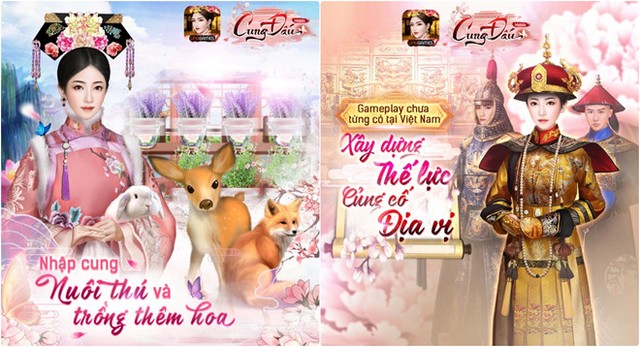 Cung Đấu
Nhập cung
Nuôi thú và
trồng thêm hoa
Cung Đấu
Gameplay chưa
từng có tại Việt Nam
Xây dựng
Thế lực
Củng cố
Địa vị